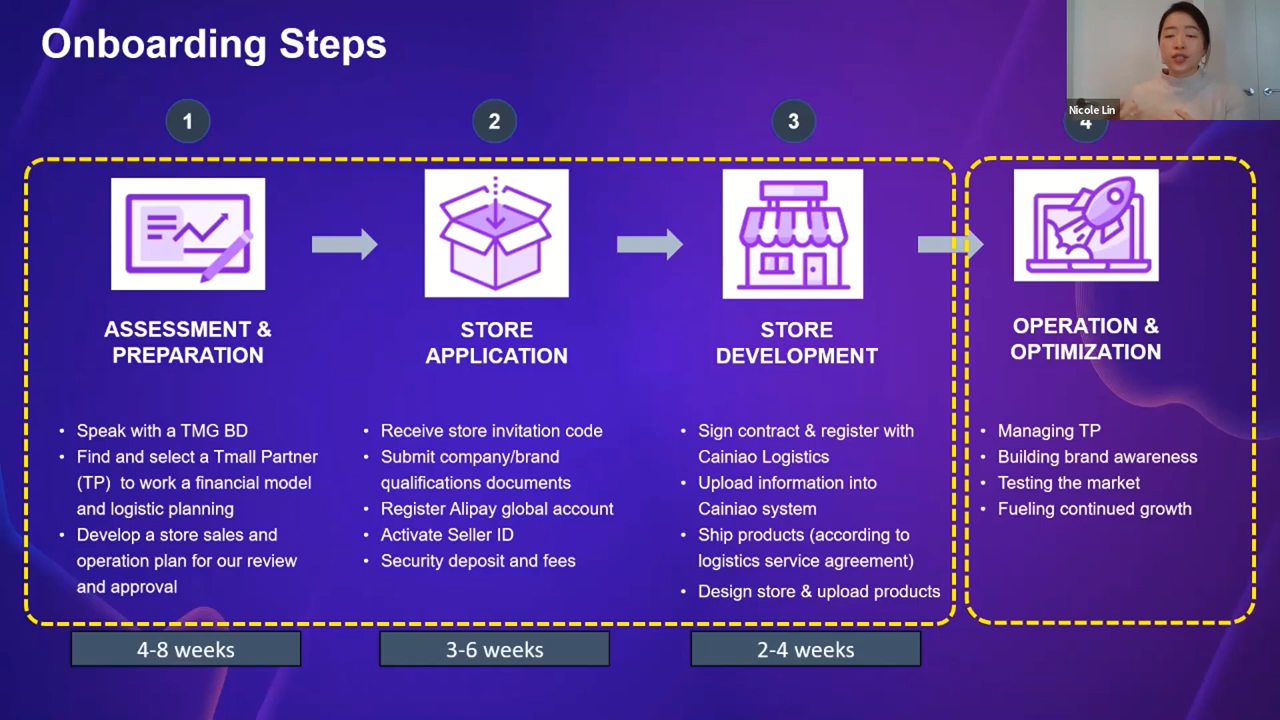 Onboarding Steps
Nicole Lin
1
2
3
4
ASSESSMENT &
PREPARATION
• Speak with a TMG BD
• Find and select a Tmall Partner
(TP) to work a financial model
and logistic planning
• Develop a store sales and
operation plan for our review
and approval
4-8 weeks
STORE
APPLICATION
• Receive store invitation code
• Submit company/brand
qualifications documents
• Register Alipay global account
• Activate Seller ID
• Security deposit and fees
3-6 weeks
STORE
DEVELOPMENT
• Sign contract & register with
Cainiao Logistics
• Upload information into
Cainiao system
• Ship products (according to
logistics service agreement)
• Design store & upload products
2-4 weeks
OPERATION &
OPTIMIZATION
• Managing TP
• Building brand awareness
• Testing the market
• Fueling continued growth